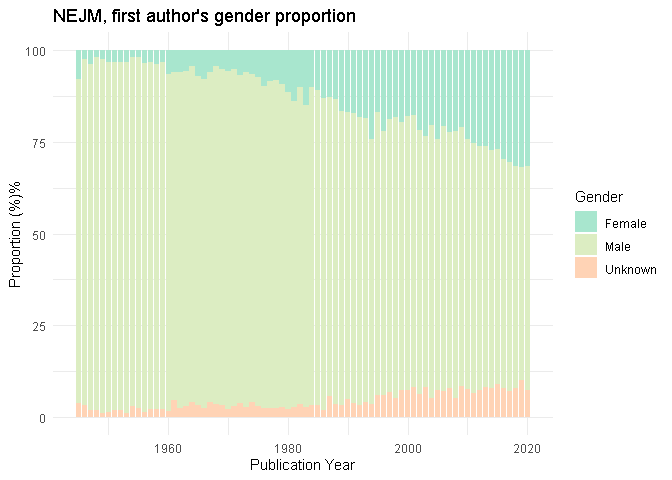 NEJM, first author's gender proportion
100
75
50
25
0
Proportion (%)%
1960
1980
2000
2020
Publication Year
Gender
Female
Male
Unknown